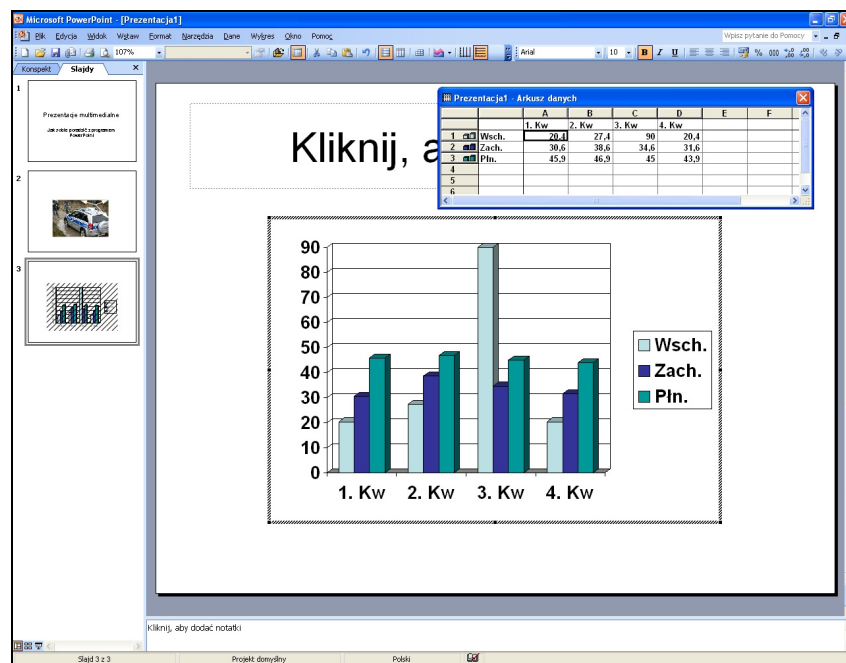 Microsoft PowerPoint - [Prezentacja1]
Plik Edycja Widok Wstaw Format Narzędzia Dane Wykres Okno Pomoc Wpisz pytanie do Pomocy
107% Arial 10 B I U % 000
Konspekt Slajdy
1
Prezentacje multimedialne
Jak sobie poradzić z programem
PowerPoint
2
3
Kliknij, a
Prezentacja1 - Arkusz danych
A B C D E F
1. Kw 2. Kw 3. Kw 4. Kw
1 Wsch. 20,4 27,4 90 20,4
2 Zach. 30,6 38,6 34,6 31,6
3 Płn. 45,9 46,9 45 43,9
4
5
6
90
80
70
60
50
40
30
20
10
0
1. Kw 2. Kw 3. Kw 4. Kw
Wsch.
Zach.
Płn.
Kliknij, aby dodać notatki
Slajd 3 z 3 Projekt domyślny Polski